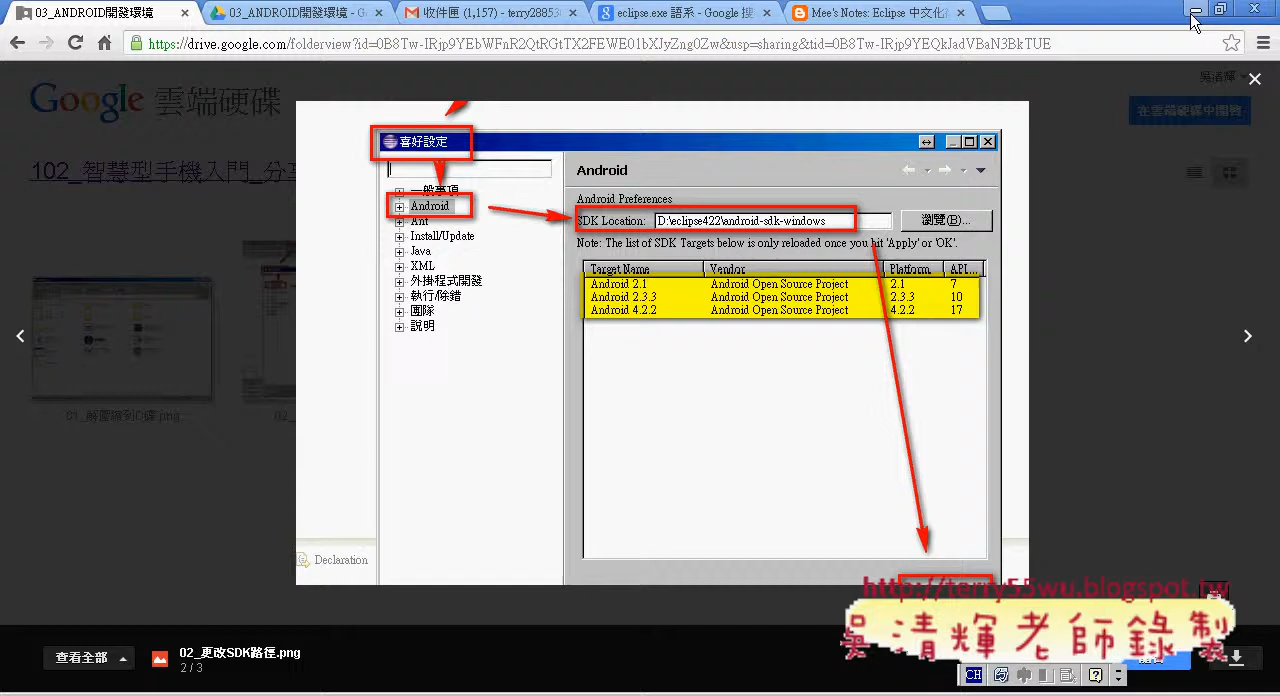 03_ANDROID開發環境
03_ANDROID開發環境 - G
收件匣 (1,157) - terry28853
eclipse.exe 語系 - Google 搜
Mee's Notes: Eclipse 中文化
https://drive.google.com/folderview?id=0B8Tw-IRjp9YEbWFnR2QtRGf1X2FEWE01bXJyZng0Zw&usp=sharing&tid=0B8Tw-IRjp9YEQkJadVBaN3BkTUE
Google 雲端硬碟
吳清輝
在雲端硬碟中開啟
102_智慧型手機入門_分享
喜好設定
一般事項
Android
Ant
Install/Update
Java
XML
外掛程式開發
執行/除錯
團隊
說明
Android
Android Preferences
SDK Location:
D:\eclipse422\android-sdk-windows
瀏覽(B)...
Note: The list of SDK Targets below is only reloaded once you hit 'Apply' or 'OK'.
Target Name Vendor Platform API...
Android 2.1 Android Open Source Project 2.1 7
Android 2.3.3 Android Open Source Project 2.3.3 10
Android 4.2.2 Android Open Source Project 4.2.2 17
01_解壓縮到D碟.png
02_
Declaration
http://terry55wu.blogspot.tw
吳清輝老師錄製
查看全部
02_更改SDK路徑.png
2 / 3
CH